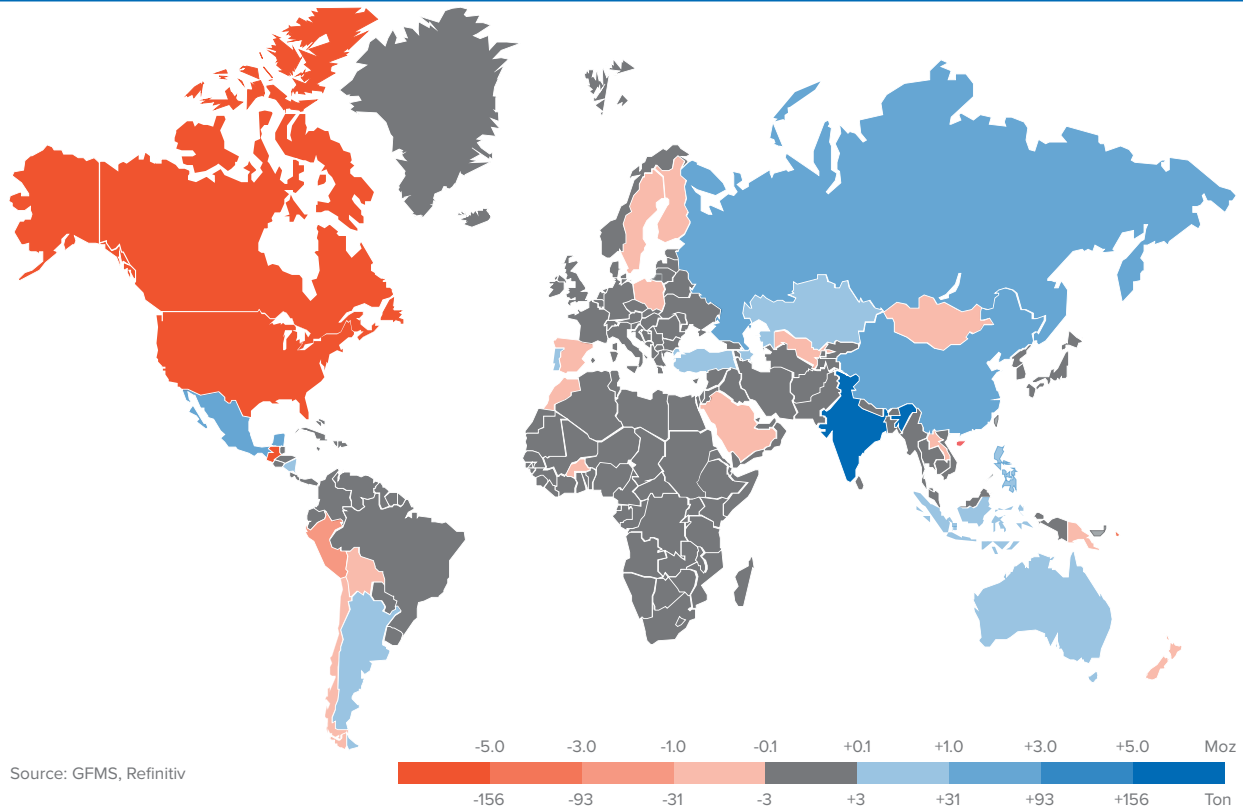 -5.0 -3.0 -1.0 -0.1 +0.1 +1.0 +3.0 +5.0 Moz
Source: GFMS, Refinitiv
-156 -93 -31 -3 +3 +31 +93 +156 Ton